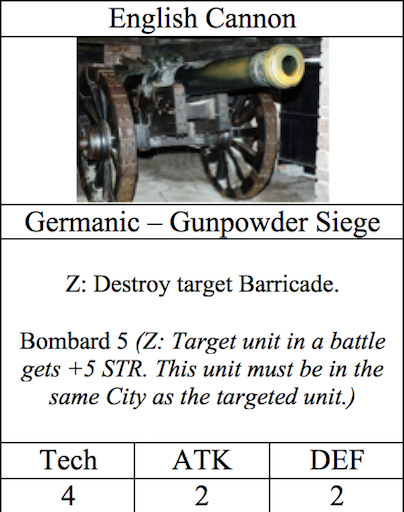 English Cannon
Germanic – Gunpowder Siege
Z: Destroy target Barricade.
Bombard 5 (Z: Target unit in a battle
gets +5 STR. This unit must be in the
same City as the targeted unit.)
Tech ATK DEF
4 2 2